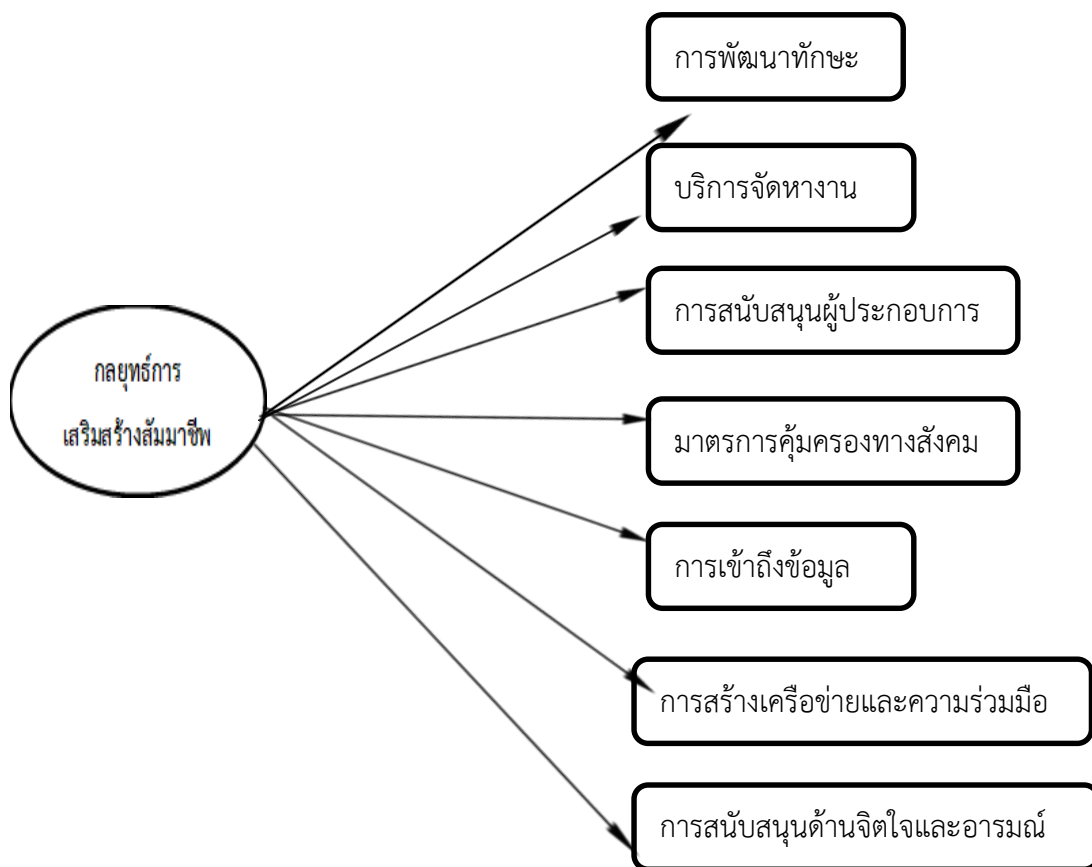 การพัฒนาทักษะ
บริการจัดหางาน
การสนับสนุนผู้ประกอบการ
กลยุทธ์การ
เสริมสร้างสัมมาชีพ
มาตรการคุ้มครองทางสังคม
การเข้าถึงข้อมูล
การสร้างเครือข่ายและความร่วมมือ
การสนับสนุนด้านจิตใจและอารมณ์